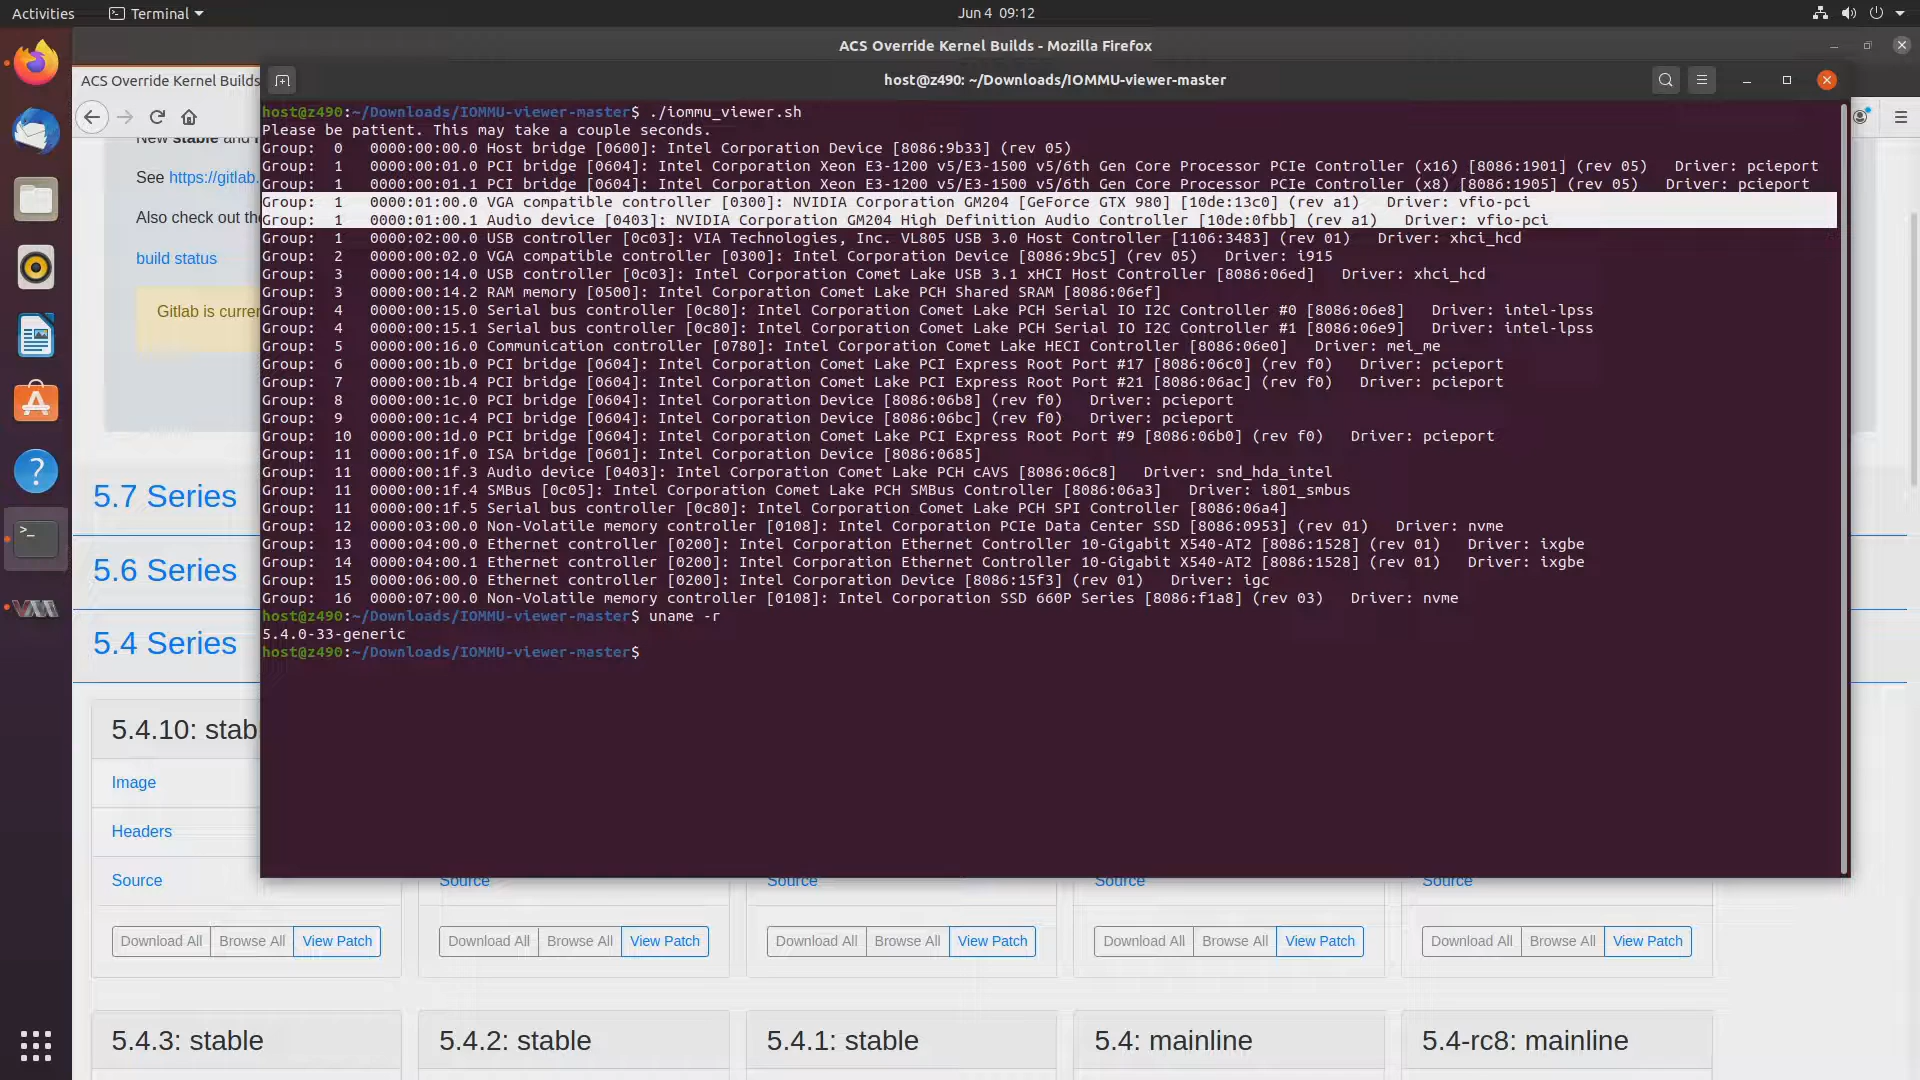 Activities
Terminal
Jun 4 09:12
ACS Override Kernel Builds - Mozilla Firefox
ACS Override Kernel Builds
host@z490: ~/Downloads/IOMMU-viewer-master
host@z490:~/Downloads/IOMMU-viewer-master$ ./iommu_viewer.sh
Please be patient. This may take a couple seconds.
Group:  0   0000:00:00.0 Host bridge [0600]: Intel Corporation Device [8086:9b33] (rev 05)
Group:  1   0000:00:01.0 PCI bridge [0604]: Intel Corporation Xeon E3-1200 v5/E3-1500 v5/6th Gen Core Processor PCIe Controller (x16) [8086:1901] (rev 05)   Driver: pcieport
Group:  1   0000:00:01.1 PCI bridge [0604]: Intel Corporation Xeon E3-1200 v5/E3-1500 v5/6th Gen Core Processor PCIe Controller (x8) [8086:1905] (rev 05)   Driver: pcieport
Group:  1   0000:01:00.0 VGA compatible controller [0300]: NVIDIA Corporation GM204 [GeForce GTX 980] [10de:13c0] (rev a1)   Driver: vfio-pci
Group:  1   0000:01:00.1 Audio device [0403]: NVIDIA Corporation GM204 High Definition Audio Controller [10de:0fbb] (rev a1)   Driver: vfio-pci
Group:  1   0000:02:00.0 USB controller [0c03]: VIA Technologies, Inc. VL805 USB 3.0 Host Controller [1106:3483] (rev 01)   Driver: xhci_hcd
Group:  2   0000:00:02.0 VGA compatible controller [0300]: Intel Corporation Device [8086:9bc5] (rev 05)   Driver: i915
Group:  3   0000:00:14.0 USB controller [0c03]: Intel Corporation Comet Lake USB 3.1 xHCI Host Controller [8086:06ed]   Driver: xhci_hcd
Group:  3   0000:00:14.2 RAM memory [0500]: Intel Corporation Comet Lake PCH Shared SRAM [8086:06ef]
Group:  4   0000:00:15.0 Serial bus controller [0c80]: Intel Corporation Comet Lake PCH Serial IO I2C Controller #0 [8086:06e8]   Driver: intel-lpss
Group:  4   0000:00:15.1 Serial bus controller [0c80]: Intel Corporation Comet Lake PCH Serial IO I2C Controller #1 [8086:06e9]   Driver: intel-lpss
Group:  5   0000:00:16.0 Communication controller [0780]: Intel Corporation Comet Lake HECI Controller [8086:06e0]   Driver: mei_me
Group:  6   0000:00:1b.0 PCI bridge [0604]: Intel Corporation Comet Lake PCI Express Root Port #17 [8086:06c0] (rev f0)   Driver: pcieport
Group:  7   0000:00:1b.4 PCI bridge [0604]: Intel Corporation Comet Lake PCI Express Root Port #21 [8086:06ac] (rev f0)   Driver: pcieport
Group:  8   0000:00:1c.0 PCI bridge [0604]: Intel Corporation Device [8086:06b8] (rev f0)   Driver: pcieport
Group:  9   0000:00:1c.4 PCI bridge [0604]: Intel Corporation Device [8086:06bc] (rev f0)   Driver: pcieport
Group:  10  0000:00:1d.0 PCI bridge [0604]: Intel Corporation Comet Lake PCI Express Root Port #9 [8086:06b0] (rev f0)   Driver: pcieport
Group:  11  0000:00:1f.0 ISA bridge [0601]: Intel Corporation Device [8086:0685]
Group:  11  0000:00:1f.3 Audio device [0403]: Intel Corporation Comet Lake PCH cAVS [8086:06c8]   Driver: snd_hda_intel
Group:  11  0000:00:1f.4 SMBus [0c05]: Intel Corporation Comet Lake PCH SMBus Controller [8086:06a3]   Driver: i801_smbus
Group:  11  0000:00:1f.5 Serial bus controller [0c80]: Intel Corporation Comet Lake PCH SPI Controller [8086:06a4]
Group:  12  0000:03:00.0 Non-Volatile memory controller [0108]: Intel Corporation PCIe Data Center SSD [8086:0953] (rev 01)   Driver: nvme
Group:  13  0000:04:00.0 Ethernet controller [0200]: Intel Corporation Ethernet Controller 10-Gigabit X540-AT2 [8086:1528] (rev 01)   Driver: ixgbe
Group:  14  0000:04:00.1 Ethernet controller [0200]: Intel Corporation Ethernet Controller 10-Gigabit X540-AT2 [8086:1528] (rev 01)   Driver: ixgbe
Group:  15  0000:06:00.0 Ethernet controller [0200]: Intel Corporation Device [8086:15f3] (rev 01)   Driver: igc
Group:  16  0000:07:00.0 Non-Volatile memory controller [0108]: Intel Corporation SSD 660P Series [8086:f1a8] (rev 03)   Driver: nvme
host@z490:~/Downloads/IOMMU-viewer-master$ uname -r
5.4.0-33-generic
host@z490:~/Downloads/IOMMU-viewer-master$
New stable and
See https://gitlab.
Also check out the
build status
Gitlab is curre
5.7 Series
5.6 Series
5.4 Series
5.4.10: stab
Image
Headers
Source Source Source Source Source
Download All Browse All View Patch Download All Browse All View Patch Download All Browse All View Patch Download All Browse All View Patch Download All Browse All View Patch
5.4.3: stable 5.4.2: stable 5.4.1: stable 5.4: mainline 5.4-rc8: mainline